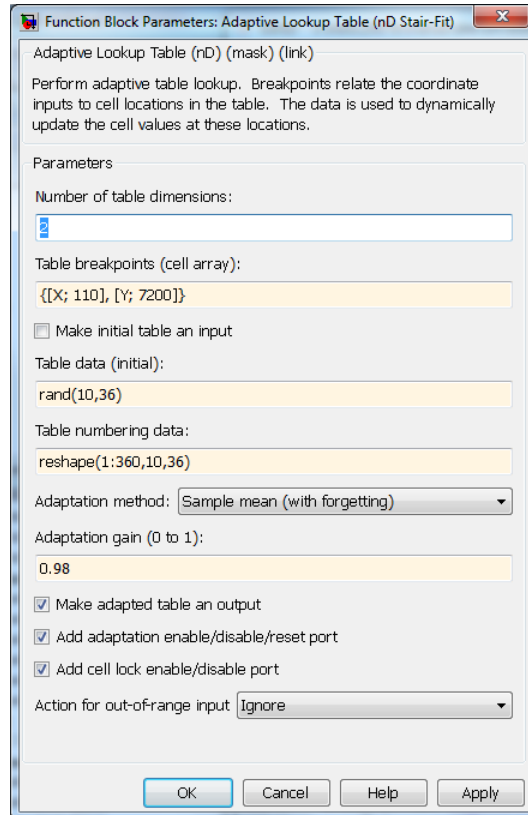 Function Block Parameters: Adaptive Lookup Table (nD Stair-Fit)
Adaptive Lookup Table (nD) (mask) (link)
Perform adaptive table lookup. Breakpoints relate the coordinate
inputs to cell locations in the table. The data is used to dynamically
update the cell values at these locations.
Parameters
Number of table dimensions:
2
Table breakpoints (cell array):
{[X; 110], [Y; 7200]}
Make initial table an input
Table data (initial):
rand(10,36)
Table numbering data:
reshape(1:360,10,36)
Adaptation method: Sample mean (with forgetting)
Adaptation gain (0 to 1):
0.98
Make adapted table an output
Add adaptation enable/disable/reset port
Add cell lock enable/disable port
Action for out-of-range input Ignore
OK Cancel Help Apply